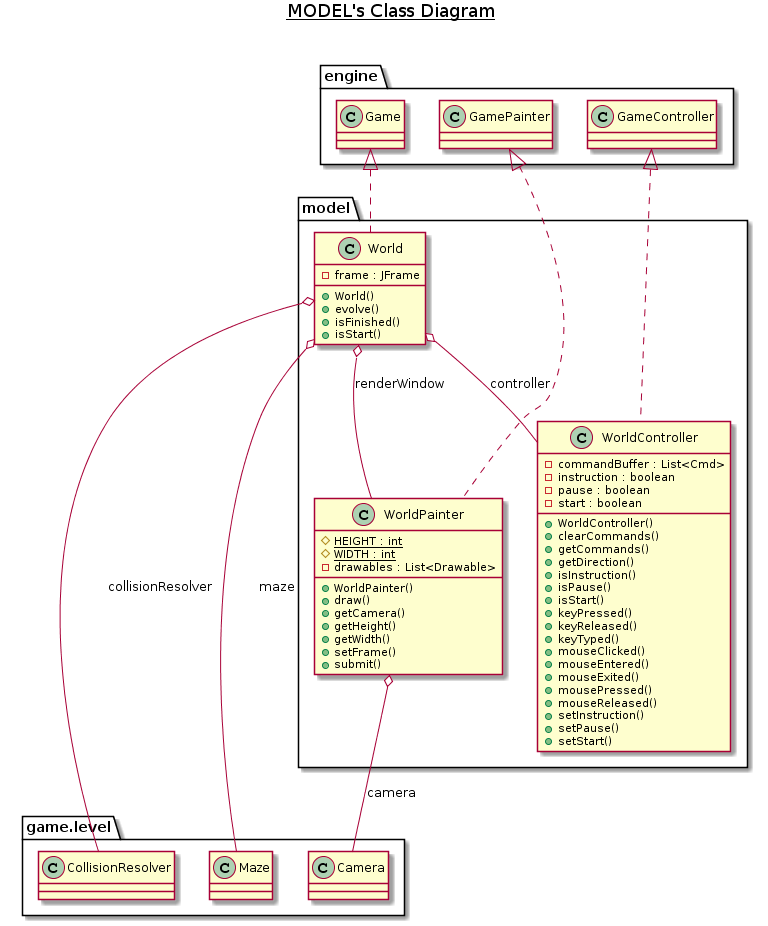 MODEL's Class Diagram
engine
C Game
C GamePainter
C GameController
model
C World
frame : JFrame
World()
evolve()
isFinished()
isStart()
renderWindow
controller
C WorldController
commandBuffer : List<Cmd>
instruction : boolean
pause : boolean
start : boolean
WorldController()
clearCommands()
getCommands()
getDirection()
isInstruction()
isPause()
isStart()
keyPressed()
keyReleased()
keyTyped()
mouseClicked()
mouseEntered()
mouseExited()
mousePressed()
mouseReleased()
setInstruction()
setPause()
setStart()
C WorldPainter
HEIGHT : int
WIDTH : int
drawables : List<Drawable>
WorldPainter()
draw()
getCamera()
getHeight()
getWidth()
setFrame()
submit()
collisionResolver
maze
camera
game.level
C CollisionResolver
C Maze
C Camera